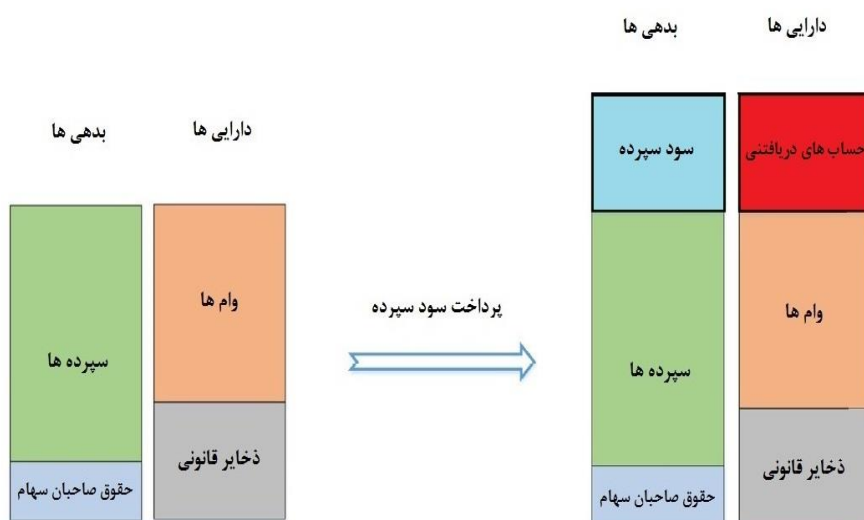 دارایی ها
بدهی ها
حساب های دریافتنی
سود سپرده
وام ها
سپرده ها
ذخایر قانونی
حقوق صاحبان سهام
پرداخت سود سپرده
دارایی ها
بدهی ها
وام ها
سپرده ها
ذخایر قانونی
حقوق صاحبان سهام